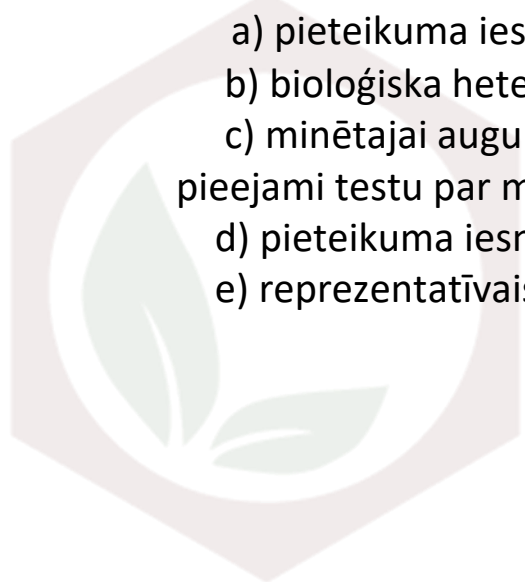 a) pieteikuma ies
b) bioloģiska hete
c) minētajai augu
pieejami testu par m
d) pieteikuma iesn
e) reprezentatīvais